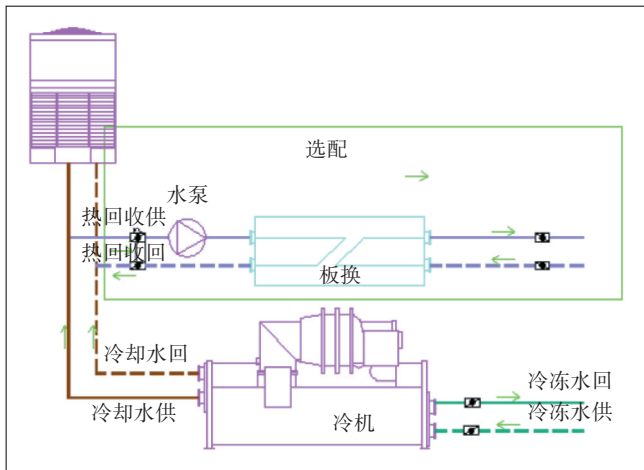 选配
水泵
热回收供
热回收回
板换
冷却水回
冷却水供
冷机
冷冻水回
冷冻水供